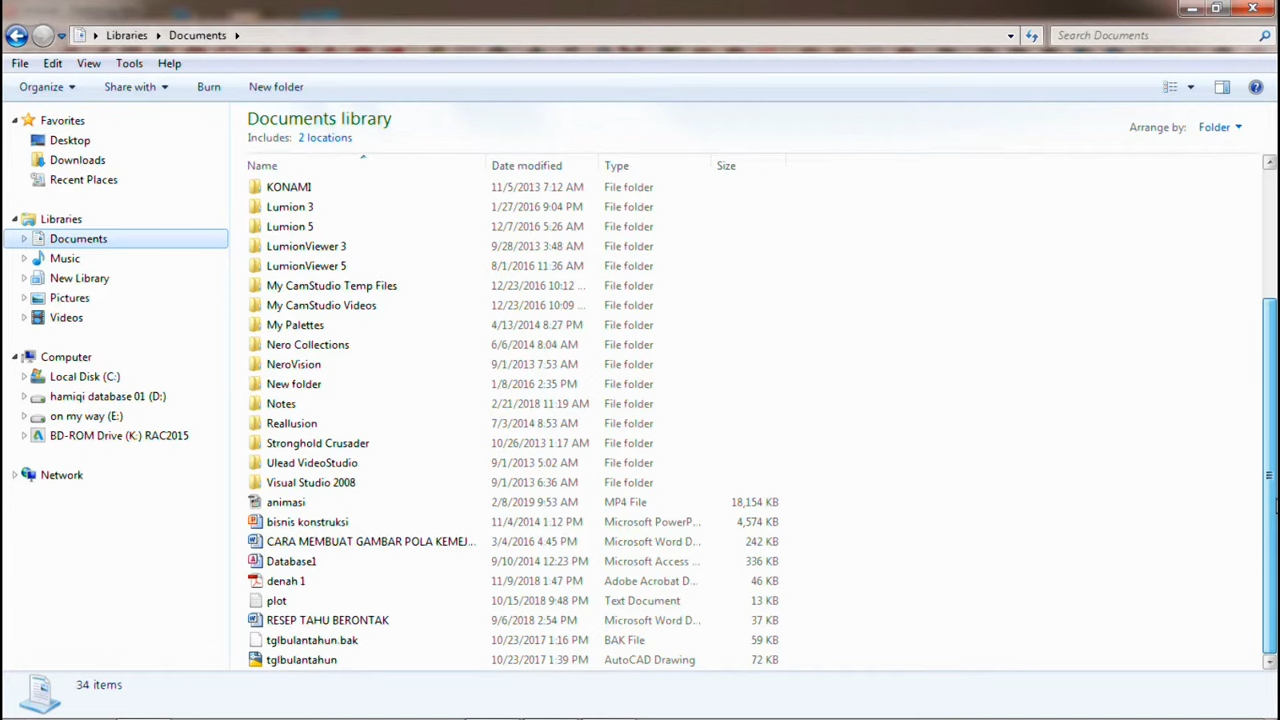 Libraries Documents Search Documents
File Edit View Tools Help
Organize Share with Burn New folder
Favorites
Desktop
Downloads
Recent Places
Libraries
Documents
Music
New Library
Pictures
Videos
Computer
Local Disk (C:)
hamiqi database 01 (D:)
on my way (E:)
BD-ROM Drive (K:) RAC2015
Network
Documents library
Includes: 2 locations
Arrange by: Folder
Name Date modified Type Size
KONAMI 11/5/2013 7:12 AM File folder
Lumion 3 1/27/2016 9:04 PM File folder
Lumion 5 12/7/2016 5:26 AM File folder
LumionViewer 3 9/28/2013 3:48 AM File folder
LumionViewer 5 8/1/2016 11:36 AM File folder
My CamStudio Temp Files 12/23/2016 10:12 ... File folder
My CamStudio Videos 12/23/2016 10:09 ... File folder
My Palettes 4/13/2014 8:27 PM File folder
Nero Collections 6/6/2014 8:04 AM File folder
NeroVision 9/1/2013 7:53 AM File folder
New folder 1/8/2016 2:35 PM File folder
Notes 2/21/2018 11:19 AM File folder
Reallusion 7/3/2014 8:53 AM File folder
Stronghold Crusader 10/26/2013 1:17 AM File folder
Ulead VideoStudio 9/1/2013 5:02 AM File folder
Visual Studio 2008 9/1/2013 6:36 AM File folder
animasi 2/8/2019 9:53 AM MP4 File 18,154 KB
bisnis konstruksi 11/4/2014 1:12 PM Microsoft PowerP... 4,574 KB
CARA MEMBUAT GAMBAR POLA KEMEJ... 3/4/2016 4:45 PM Microsoft Word D... 242 KB
Database1 9/10/2014 12:23 PM Microsoft Access ... 336 KB
denah 1 11/9/2018 1:47 PM Adobe Acrobat D... 46 KB
plot 10/15/2018 9:48 PM Text Document 13 KB
RESEP TAHU BERONTAK 9/6/2018 2:54 PM Microsoft Word D... 37 KB
tglbulantahun.bak 10/23/2017 1:16 PM BAK File 59 KB
tglbulantahun 10/23/2017 1:39 PM AutoCAD Drawing 72 KB
34 items